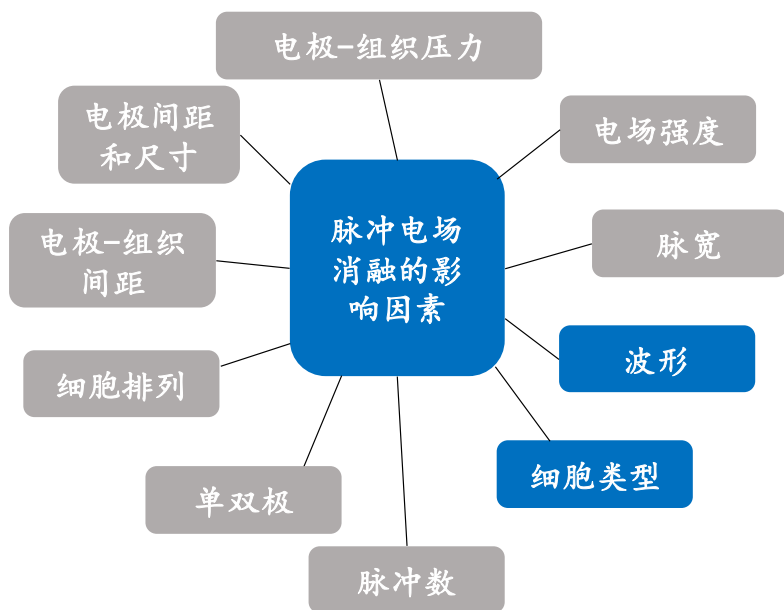 电极-组织压力
电极间距
和尺寸
电场强度
电极-组织
间距
脉冲电场
消融的影
响因素
脉宽
波形
细胞排列
细胞类型
单双极
脉冲数